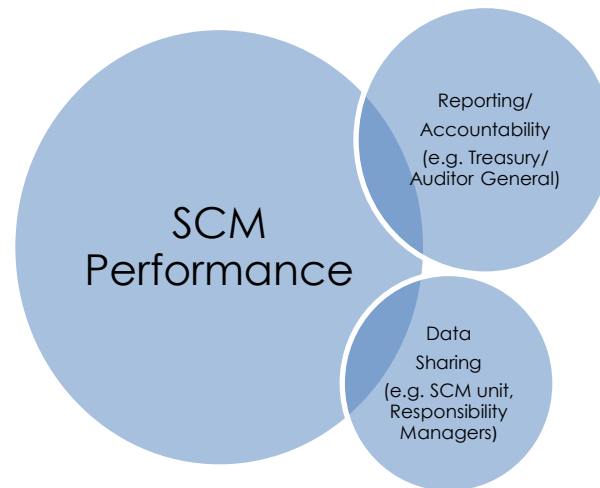 SCM
Performance
Reporting/
Accountability
(e.g. Treasury/
Auditor General)
Data
Sharing
(e.g. SCM unit,
Responsibility
Managers)